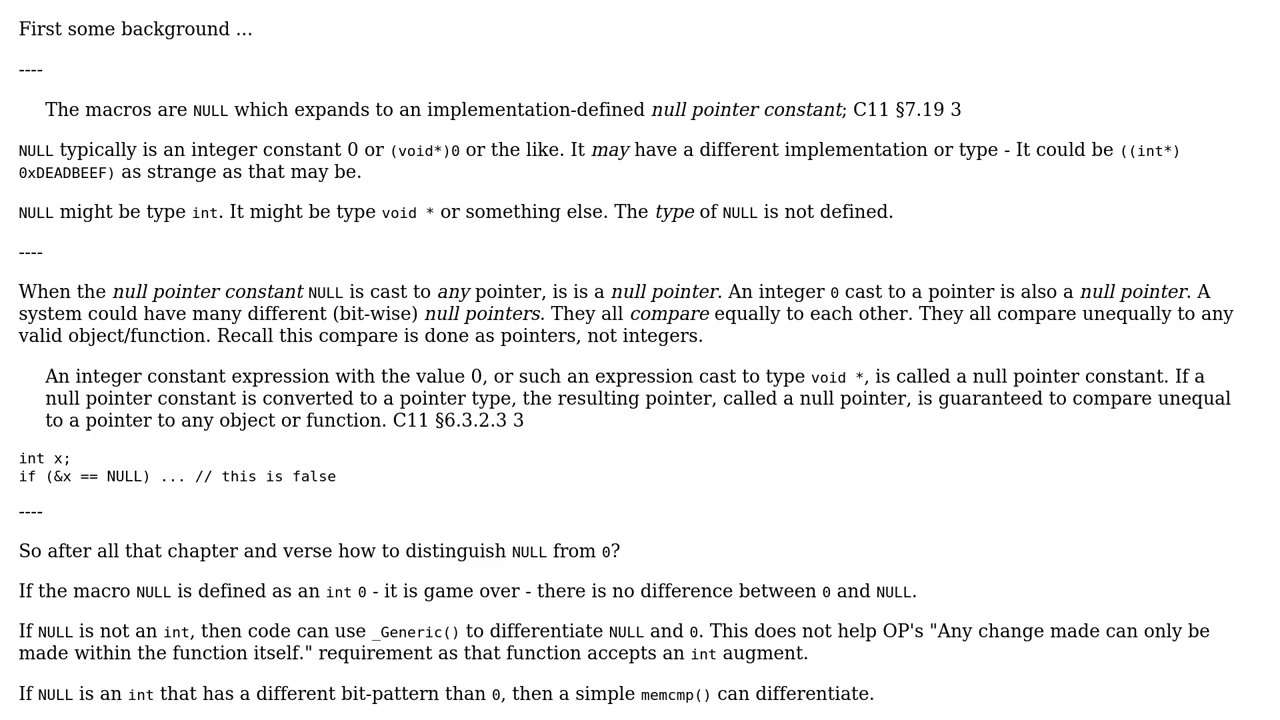 First some background ...
----
The macros are NULL which expands to an implementation-defined null pointer constant; C11 §7.19 3
NULL typically is an integer constant 0 or (void*)0 or the like. It may have a different implementation or type - It could be ((int*)
0xDEADBEEF) as strange as that may be.
NULL might be type int. It might be type void * or something else. The type of NULL is not defined.
----
When the null pointer constant NULL is cast to any pointer, is is a null pointer. An integer 0 cast to a pointer is also a null pointer. A
system could have many different (bit-wise) null pointers. They all compare equally to each other. They all compare unequally to any
valid object/function. Recall this compare is done as pointers, not integers.
An integer constant expression with the value 0, or such an expression cast to type void *, is called a null pointer constant. If a
null pointer constant is converted to a pointer type, the resulting pointer, called a null pointer, is guaranteed to compare unequal
to a pointer to any object or function. C11 §6.3.2.3 3
int x;
if (&x == NULL) ... // this is false
----
So after all that chapter and verse how to distinguish NULL from 0?
If the macro NULL is defined as an int 0 - it is game over - there is no difference between 0 and NULL.
If NULL is not an int, then code can use _Generic() to differentiate NULL and 0. This does not help OP's "Any change made can only be
made within the function itself." requirement as that function accepts an int augment.
If NULL is an int that has a different bit-pattern than 0, then a simple memcmp() can differentiate.